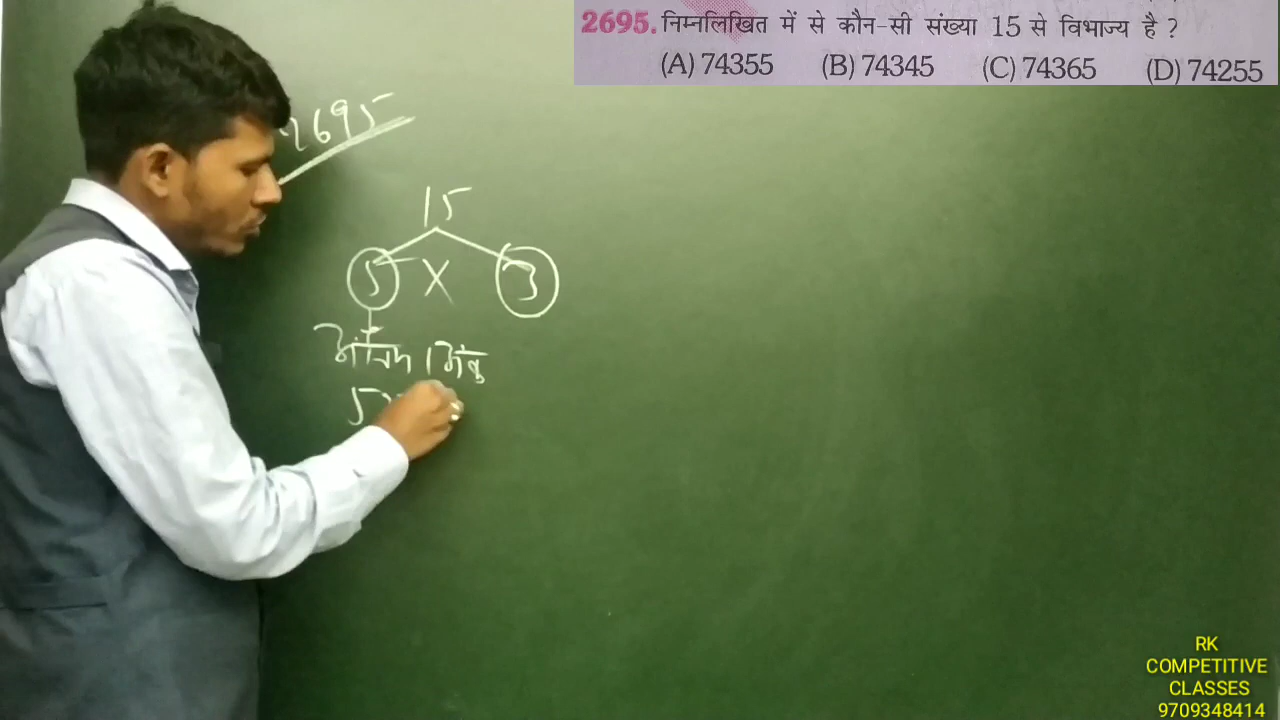 2695. निम्नलिखित में से कौन-सी संख्या 15 से विभाज्य है ?
(A) 74355 (B) 74345 (C) 74365 (D) 74255
2695
15
5 X 3
अंतिम अंक
5
RK
COMPETITIVE
CLASSES
9709348414